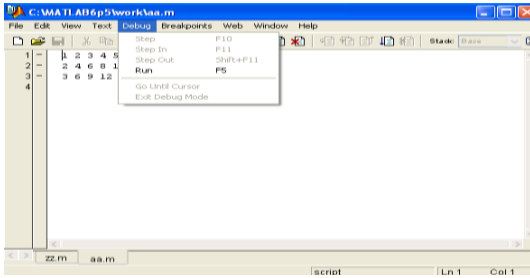 C:\MATLAB6p5\work\aa.m
File Edit View Text Debug Breakpoints Web Window Help
Stack: Base
Step F10
Step In F11
Step Out Shift+F11
Run F5
Go Until Cursor
Exit Debug Mode
1 - 1 2 3 4 5
2 - 2 4 6 8 1
3 - 3 6 9 12
4
zz.m aa.m
script Ln 1 Col 1